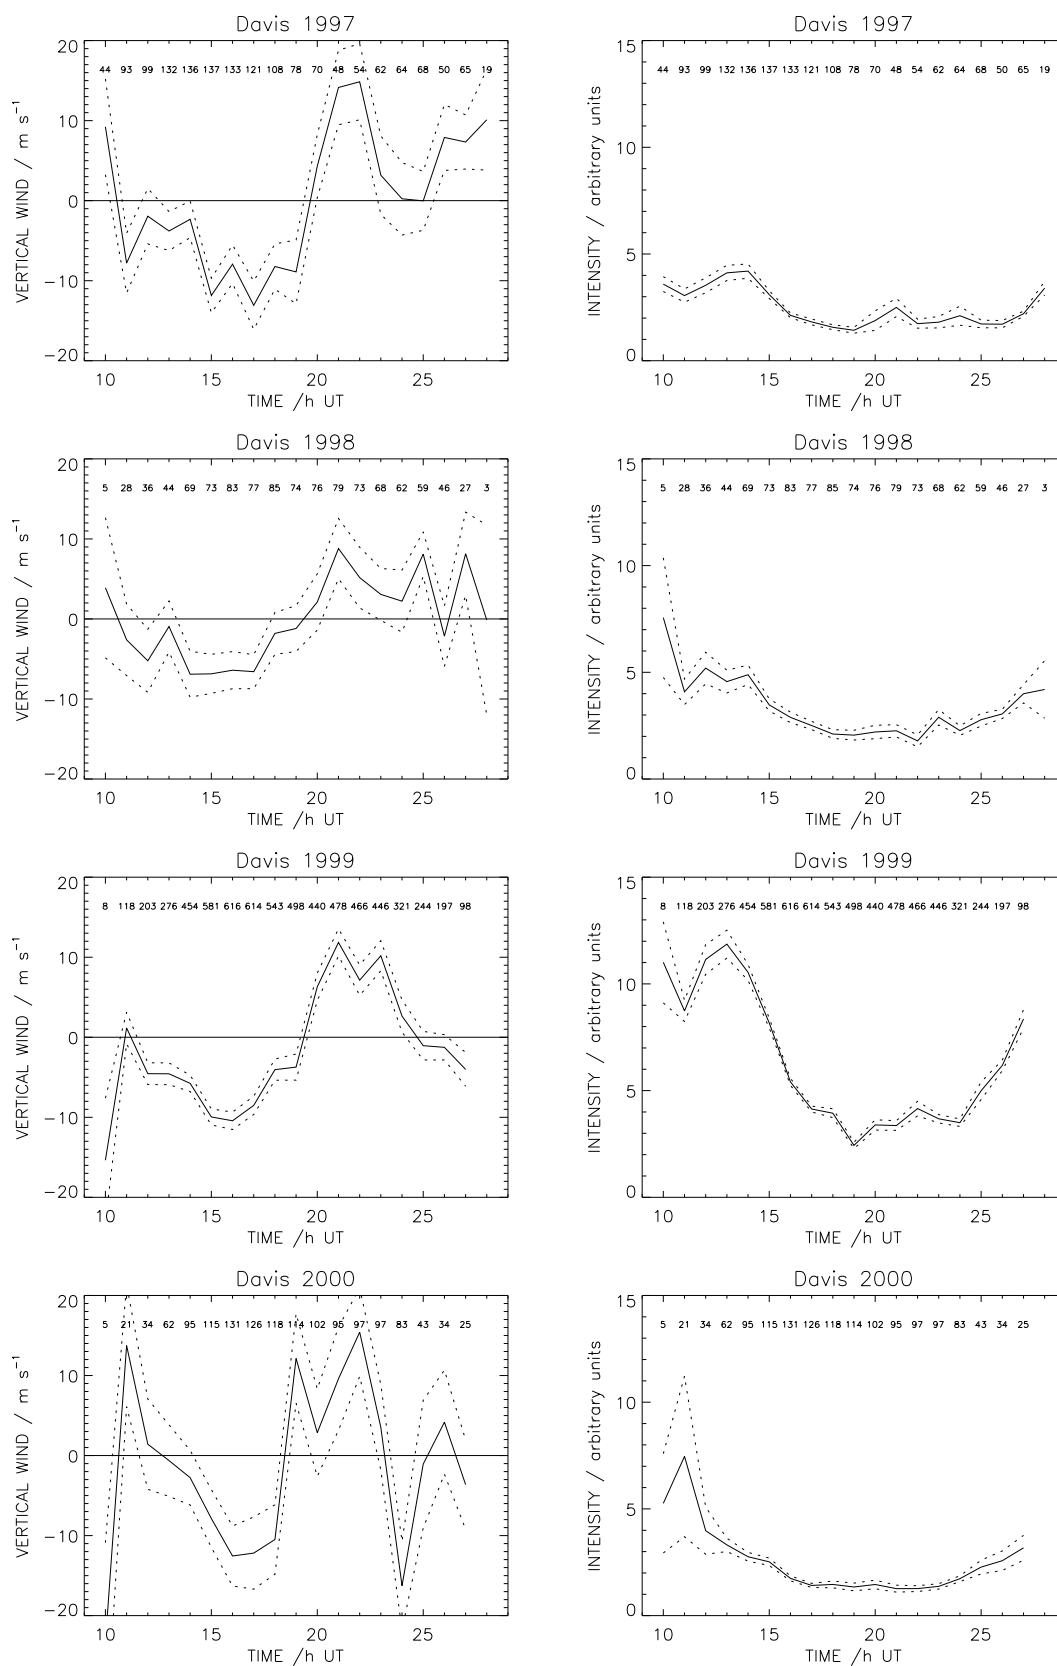 Davis 1997
20
44 93 99 132 136 137 133 121 108 78 70 48 54 62 64 68 50 65 19
10
0
−10
−20
VERTICAL WIND / m s⁻¹
10 15 20 25
TIME /h UT
Davis 1997
15
44 93 99 132 136 137 133 121 108 78 70 48 54 62 64 68 50 65 19
10
5
0
INTENSITY / arbitrary units
10 15 20 25
TIME /h UT
Davis 1998
20
5 28 36 44 69 73 83 77 85 74 76 79 73 68 62 59 46 27 3
10
0
−10
−20
VERTICAL WIND / m s⁻¹
10 15 20 25
TIME /h UT
Davis 1998
15
5 28 36 44 69 73 83 77 85 74 76 79 73 68 62 59 46 27 3
10
5
0
INTENSITY / arbitrary units
10 15 20 25
TIME /h UT
Davis 1999
20
8 118 203 276 454 581 616 614 543 498 440 478 466 446 321 244 197 98
10
0
−10
−20
VERTICAL WIND / m s⁻¹
10 15 20 25
TIME /h UT
Davis 1999
15
8 118 203 276 454 581 616 614 543 498 440 478 466 446 321 244 197 98
10
5
0
INTENSITY / arbitrary units
10 15 20 25
TIME /h UT
Davis 2000
20
5 21 34 62 95 115 131 126 118 114 102 95 97 97 83 43 34 25
10
0
−10
−20
VERTICAL WIND / m s⁻¹
10 15 20 25
TIME /h UT
Davis 2000
15
5 21 34 62 95 115 131 126 118 114 102 95 97 97 83 43 34 25
10
5
0
INTENSITY / arbitrary units
10 15 20 25
TIME /h UT